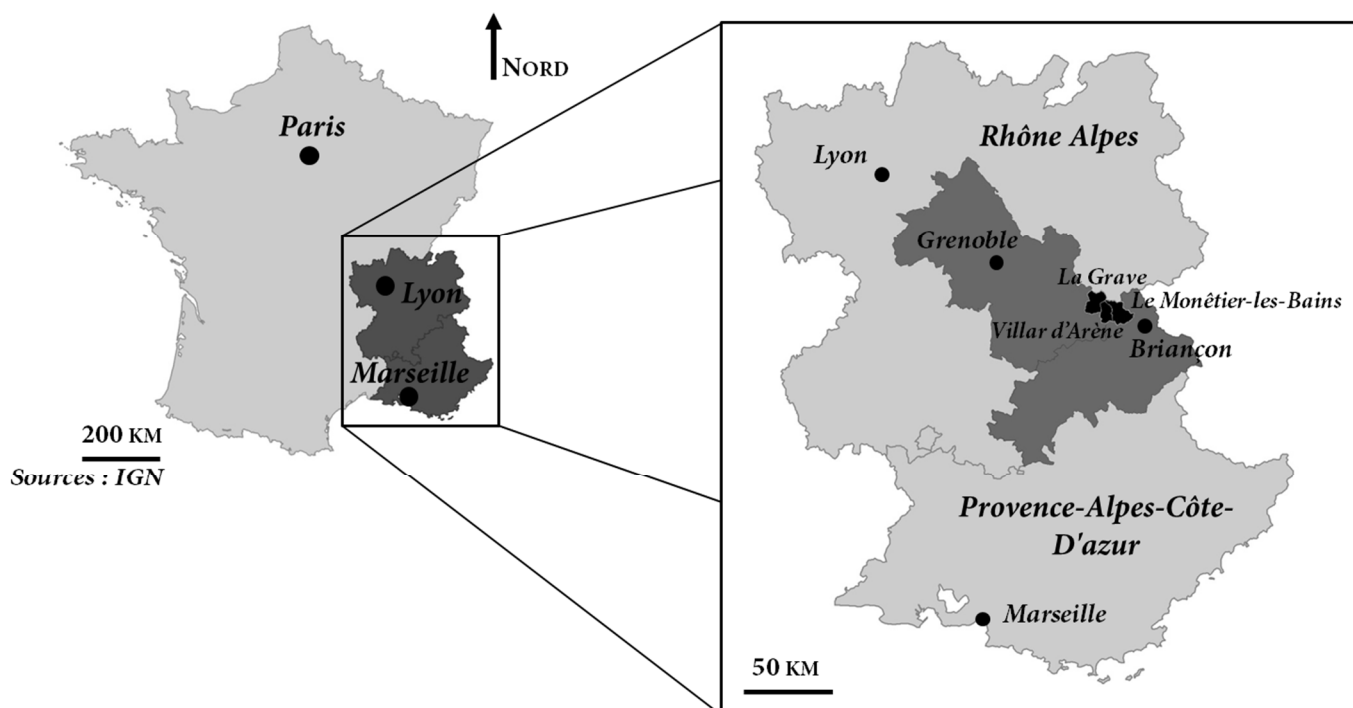 NORD
Paris
Lyon
Marseille
200 KM
Sources : IGN
Rhône Alpes
Lyon
Grenoble
La Grave
Le Monêtier-les-Bains
Villar d'Arène
Briançon
Provence-Alpes-Côte-
D'azur
Marseille
50 KM